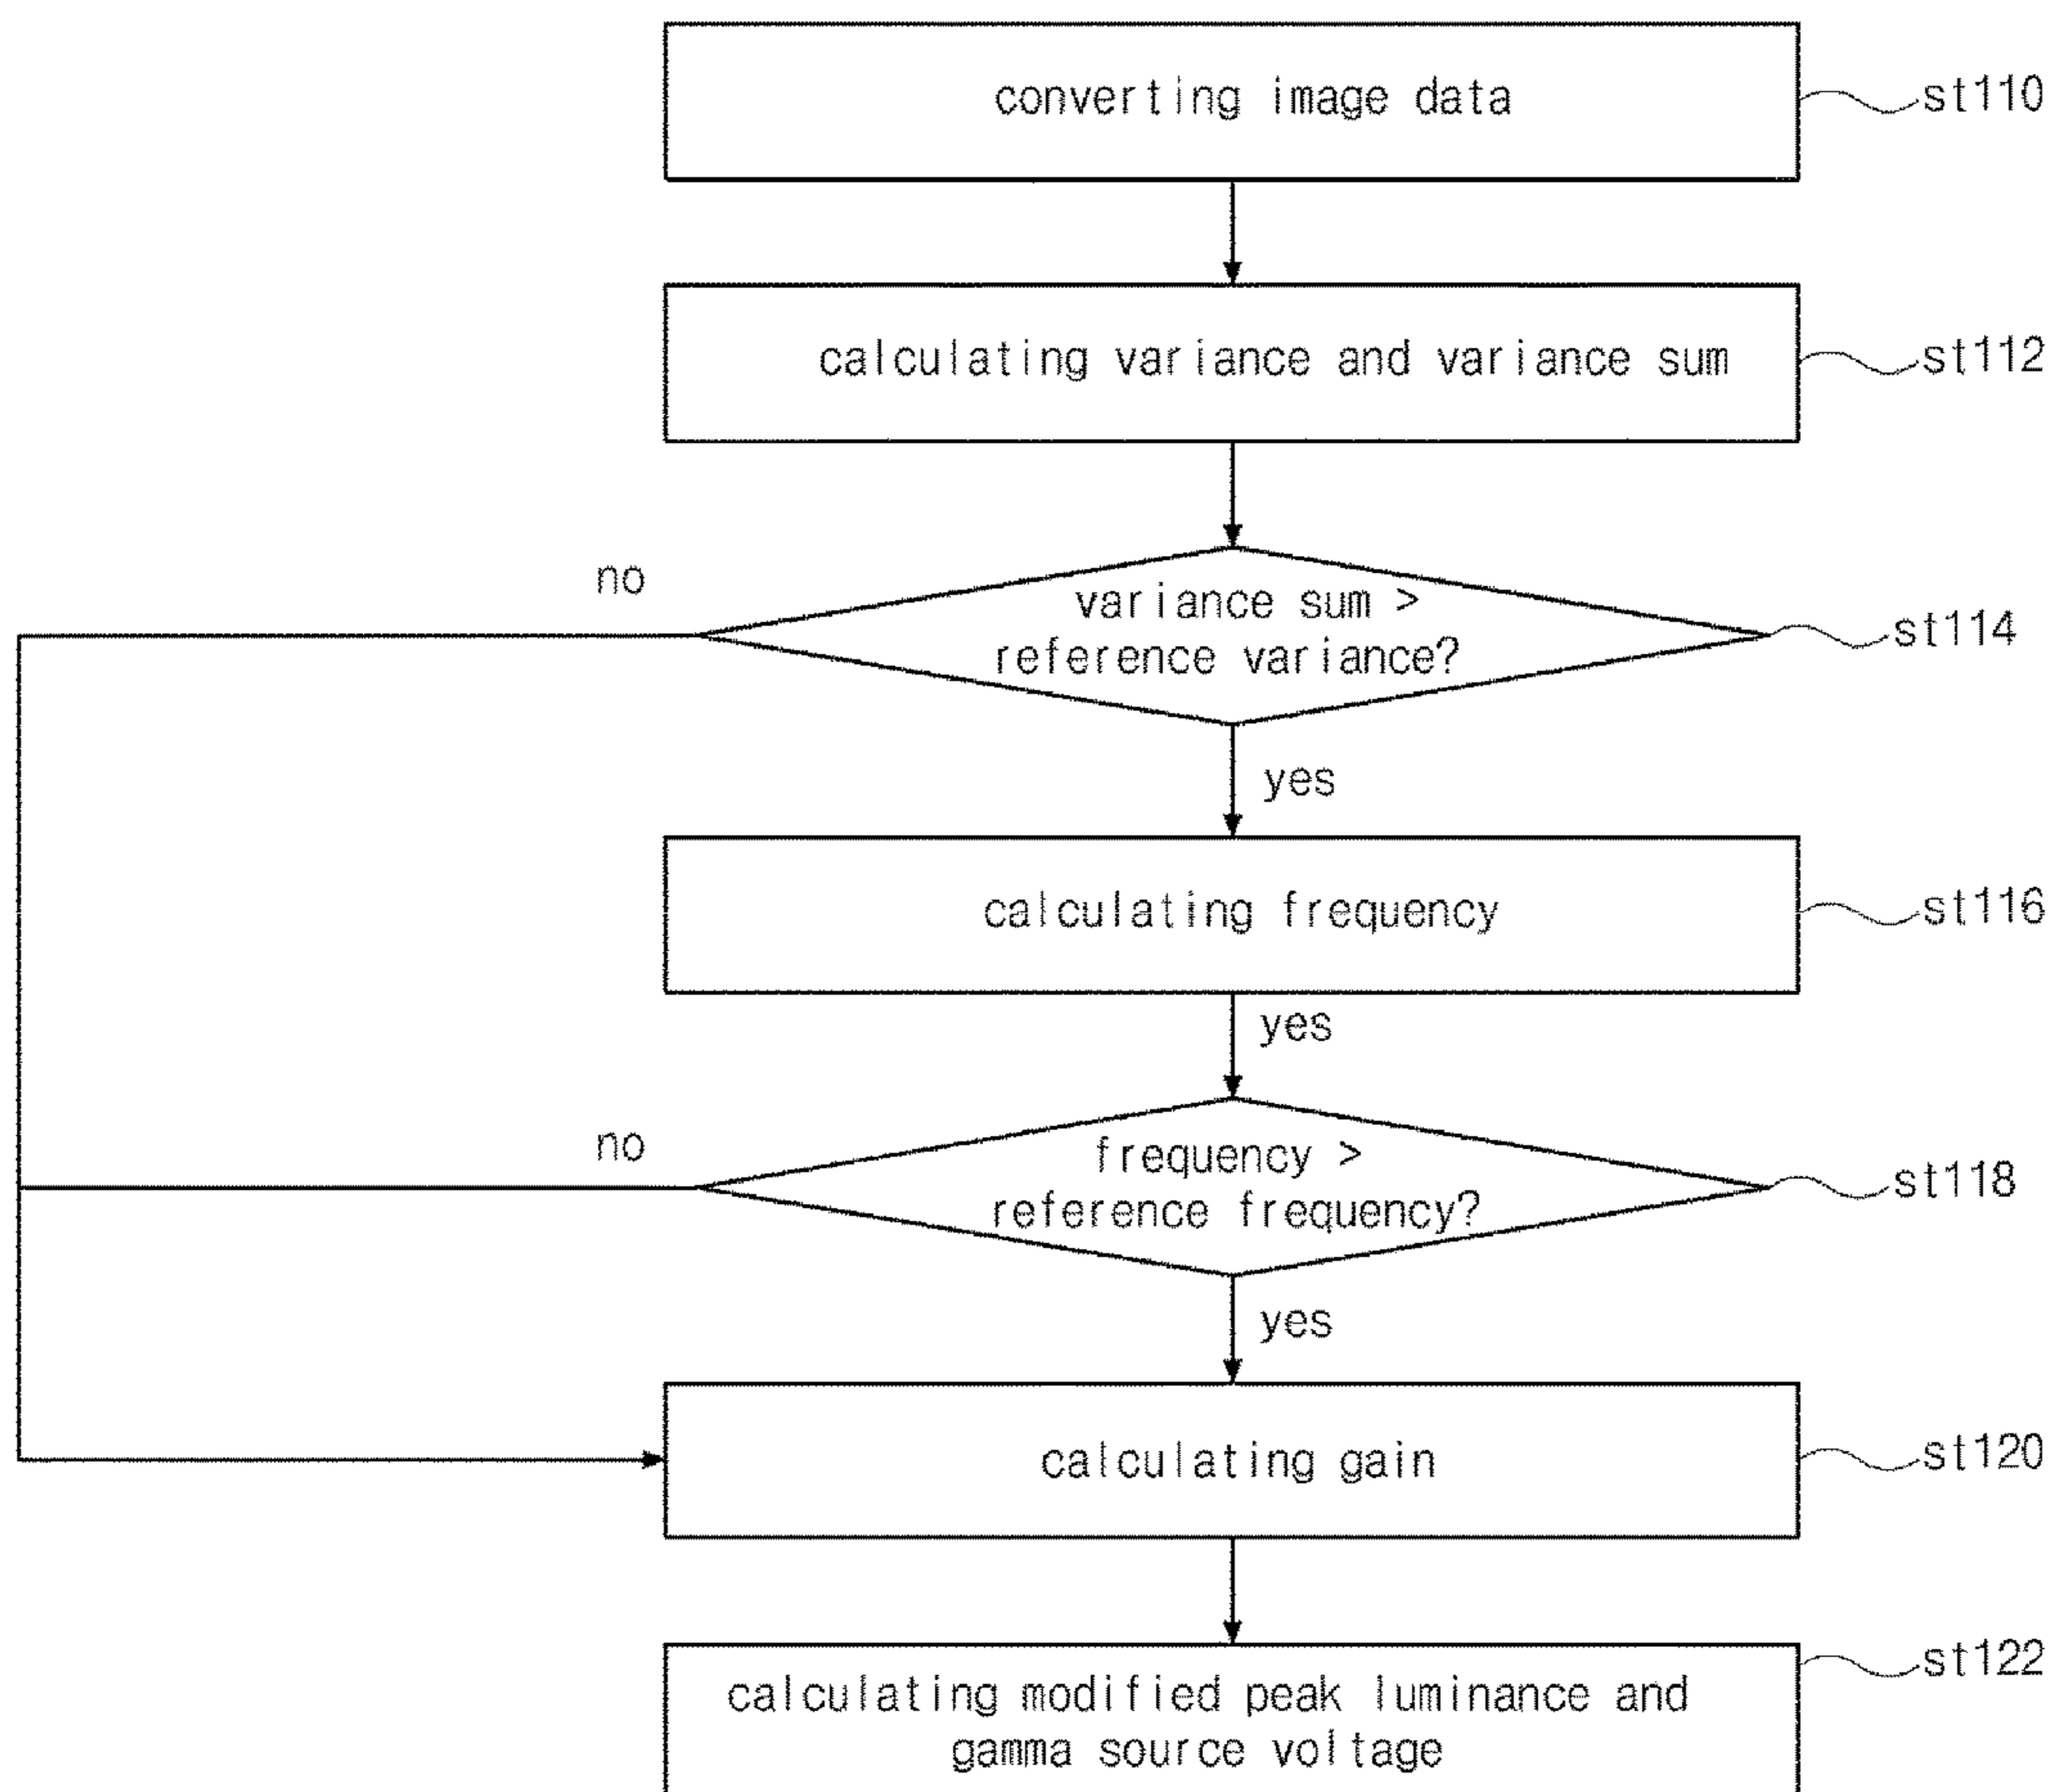 converting image data
st110
calculating variance and variance sum
st112
no
variance sum >
reference variance?
st114
yes
calculating frequency
st116
yes
no
frequency >
reference frequency?
st118
yes
calculating gain
st120
calculating modified peak luminance and
gamma source voltage
st122